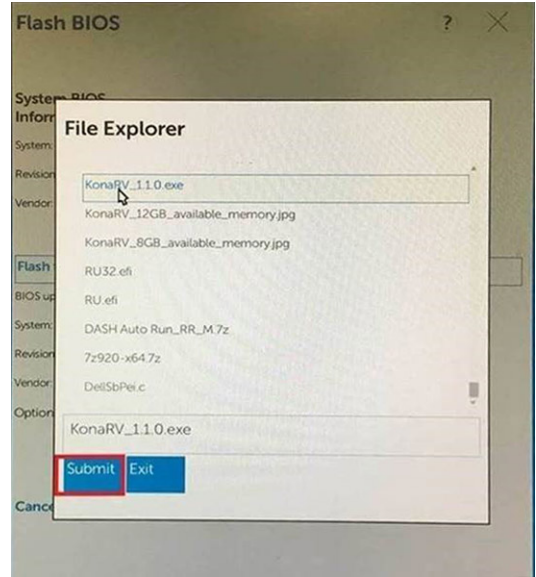 Flash BIOS ?
System BIOS
Infor
System:
Revision
Vendor:
File Explorer
KonaRV_1.1.0.exe
KonaRV_12GB_available_memory.jpg
KonaRV_8GB_available_memory.jpg
Flash
RU32.efi
BIOS up
RU.efi
System:
DASH Auto Run_RR_M.7z
Revision
7z920-x64.7z
Vendor:
DellSbPei.c
Option
KonaRV_1.1.0.exe
Submit Exit
Cance